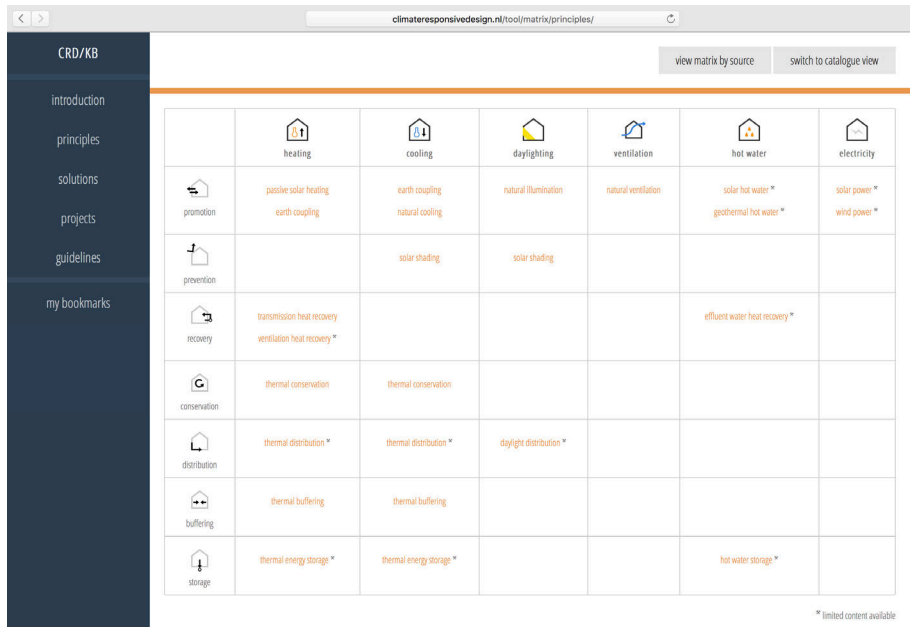 climateresponsivedesign.nl/tool/matrix/principles/
CRD/KB
view matrix by source
switch to catalogue view
introduction
principles
solutions
projects
guidelines
my bookmarks
heating
cooling
daylighting
ventilation
hot water
electricity
promotion
passive solar heating
earth coupling
earth coupling
natural cooling
natural illumination
natural ventilation
solar hot water *
geothermal hot water *
solar power *
wind power *
prevention
solar shading
solar shading
recovery
transmission heat recovery
ventilation heat recovery *
effluent water heat recovery *
conservation
thermal conservation
thermal conservation
distribution
thermal distribution *
thermal distribution *
daylight distribution *
buffering
thermal buffering
thermal buffering
storage
thermal energy storage *
thermal energy storage *
hot water storage *
* limited content available